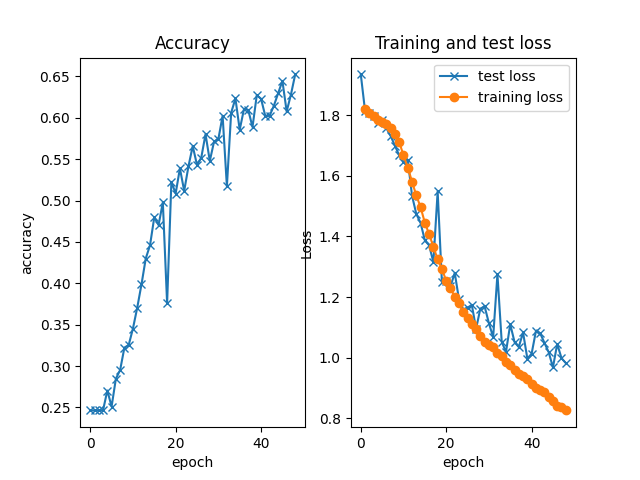 Accuracy
accuracy
0.65
0.60
0.55
0.50
0.45
0.40
0.35
0.30
0.25
0
20
40
epoch
Training and test loss
test loss
training loss
Loss
1.8
1.6
1.4
1.2
1.0
0.8
0
20
40
epoch